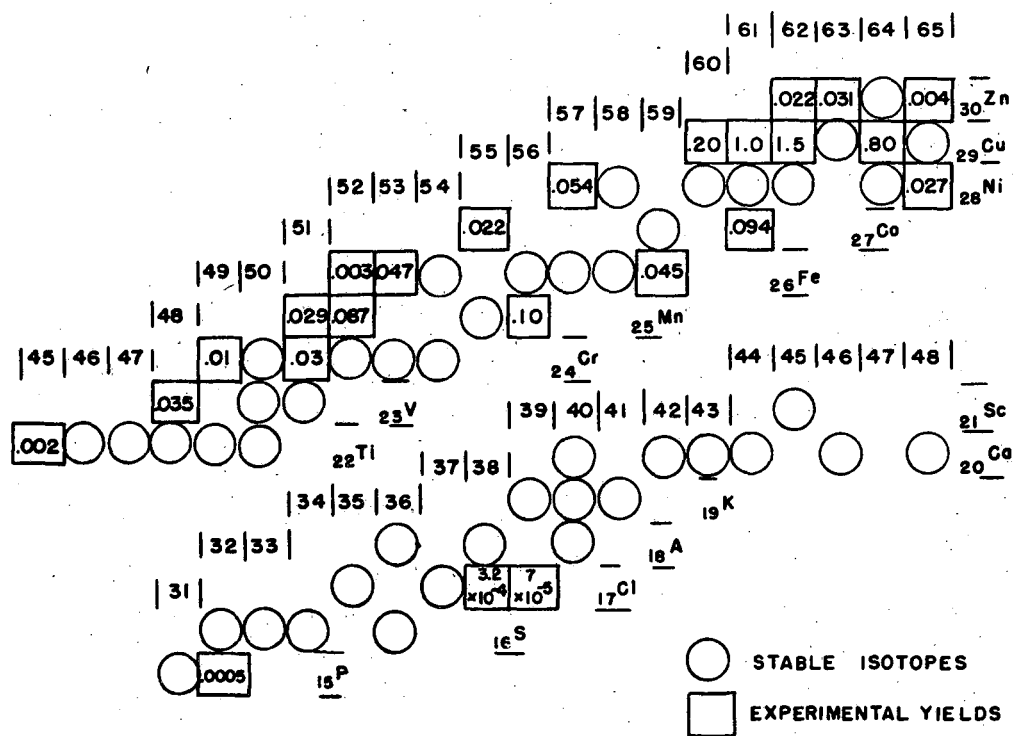 |61 |62 |63 |64 |65 |
|60|
.022 .031 .004 30Zn
57 |58 |59|
.20 1.0 1.5 .80 29Cu
|55 |56 |
.054 .027 28Ni
|52 |53 |54 |
.022 .094 27Co
|51 |
.003 .047 .045 26Fe
|49 |50 |
.029 .087 .10 25Mn
|48 |
.01 .03 24Cr |44 |45 |46 |47 |48 |
|45 |46 |47 |
.035 23V |39 |40 |41 |42 |43 | 21Sc
.002 22Ti |37 |38 | 20Ca
|34 |35 |36 | 19K
|32 |33 | 18A
|31 | 3.2 ×10-4 7 ×10-5 17Cl
16S
.0005 15P
STABLE ISOTOPES
EXPERIMENTAL YIELDS